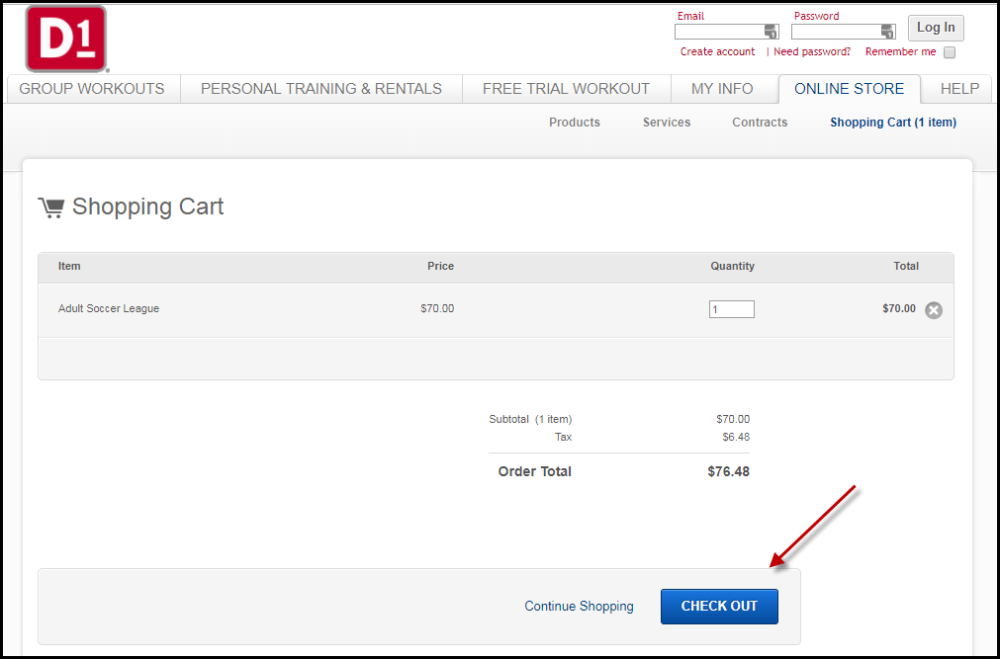 D1
Email Password
Log In
Create account | Need password? Remember me
GROUP WORKOUTS PERSONAL TRAINING & RENTALS FREE TRIAL WORKOUT MY INFO ONLINE STORE HELP
Products Services Contracts Shopping Cart (1 item)
Shopping Cart
Item Price Quantity Total
Adult Soccer League $70.00 1 $70.00
Subtotal (1 item) $70.00
Tax $6.48
Order Total $76.48
Continue Shopping CHECK OUT